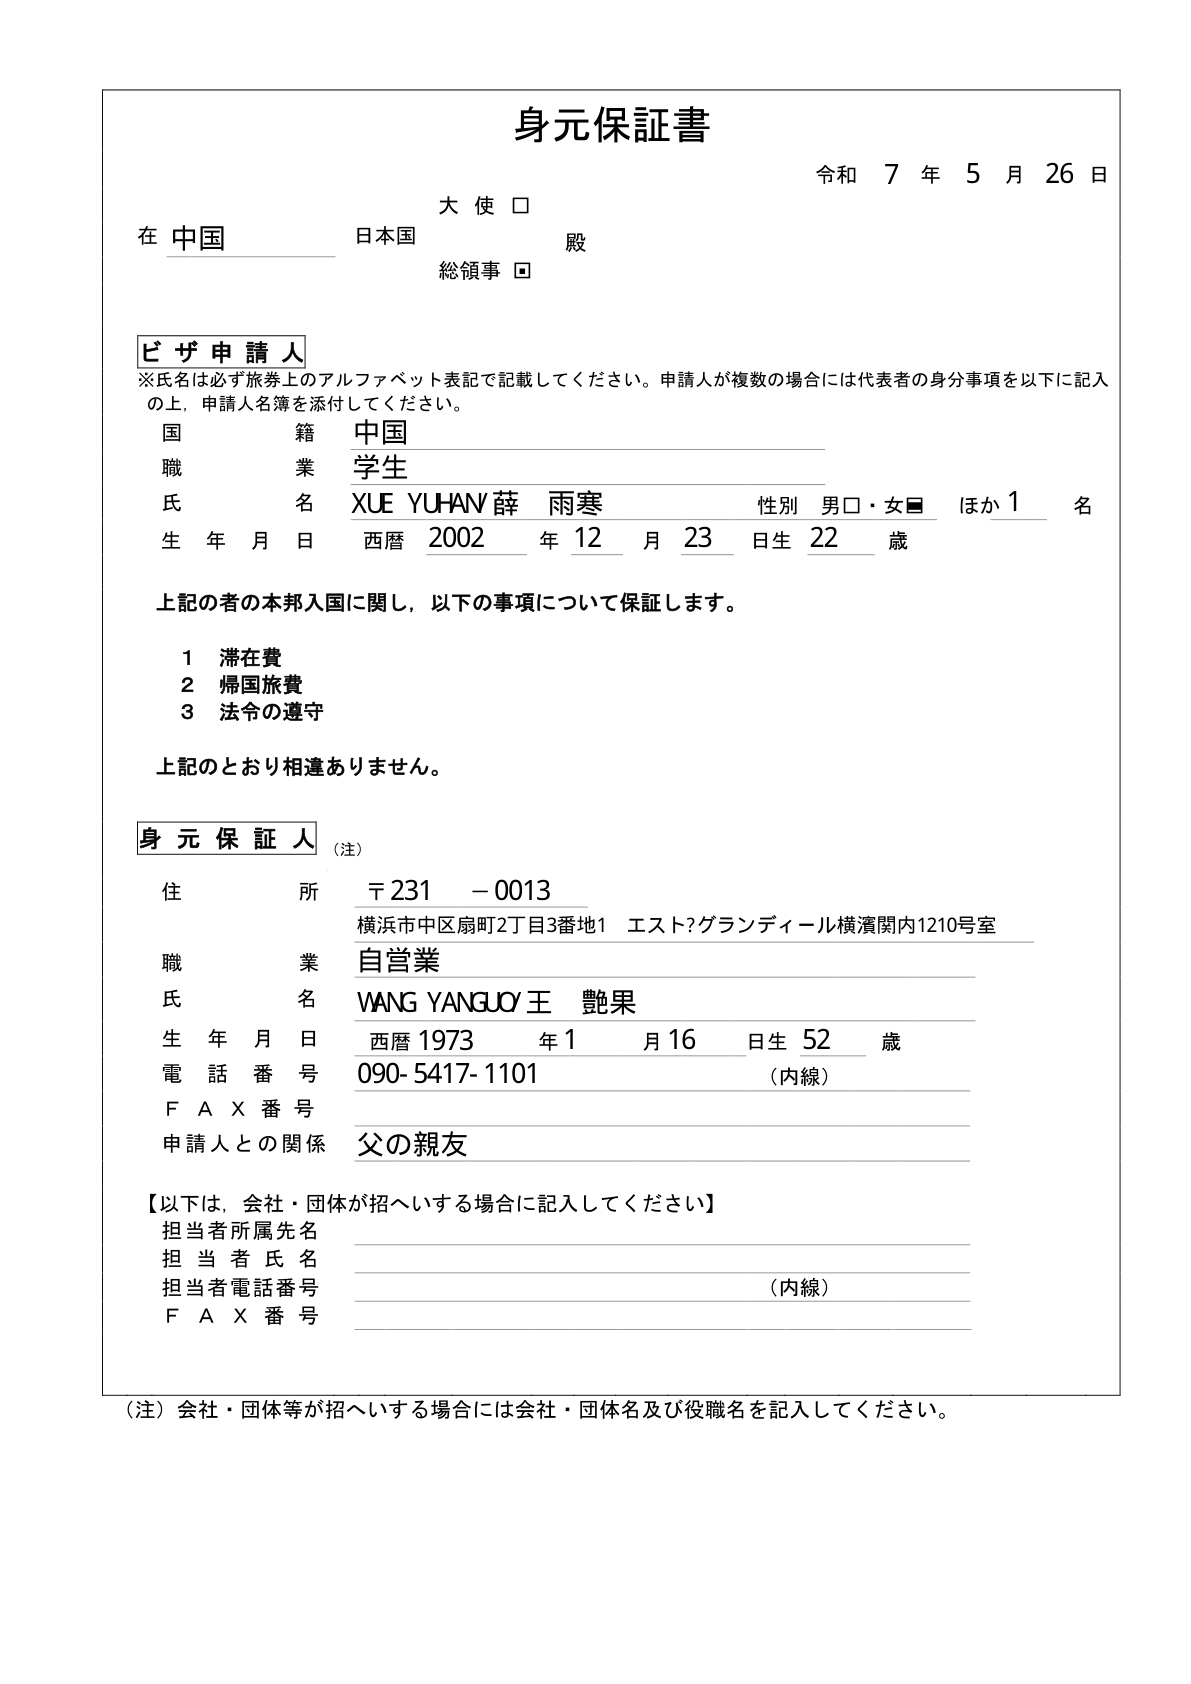 身元保証書
令和 7 年 5 月 26 日
大 使 □
在 中国 日本国 殿
総領事 ▣
ビ ザ 申 請 人
※氏名は必ず旅券上のアルファベット表記で記載してください。申請人が複数の場合には代表者の身分事項を以下に記入
の上，申請人名簿を添付してください。
国 籍 中国
職 業 学生
氏 名 XUE YUHAN/薛 雨寒 性別 男□・女■ ほか 1 名
生 年 月 日 西暦 2002 年 12 月 23 日生 22 歳
上記の者の本邦入国に関し，以下の事項について保証します。
1 滞在費
2 帰国旅費
3 法令の遵守
上記のとおり相違ありません。
身 元 保 証 人 （注）
住 所 〒231 －0013
横浜市中区扇町2丁目3番地1 エスト?グランディール横濱関内1210号室
職 業 自営業
氏 名 WANG YANGUO/王 艶果
生 年 月 日 西暦 1973 年 1 月 16 日生 52 歳
電 話 番 号 090-5417-1101 （内線）
Ｆ Ａ Ｘ 番 号
申請人との関係 父の親友
【以下は，会社・団体が招へいする場合に記入してください】
担当者所属先名
担 当 者 氏 名
担当者電話番号 （内線）
Ｆ Ａ Ｘ 番 号
（注）会社・団体等が招へいする場合には会社・団体名及び役職名を記入してください。